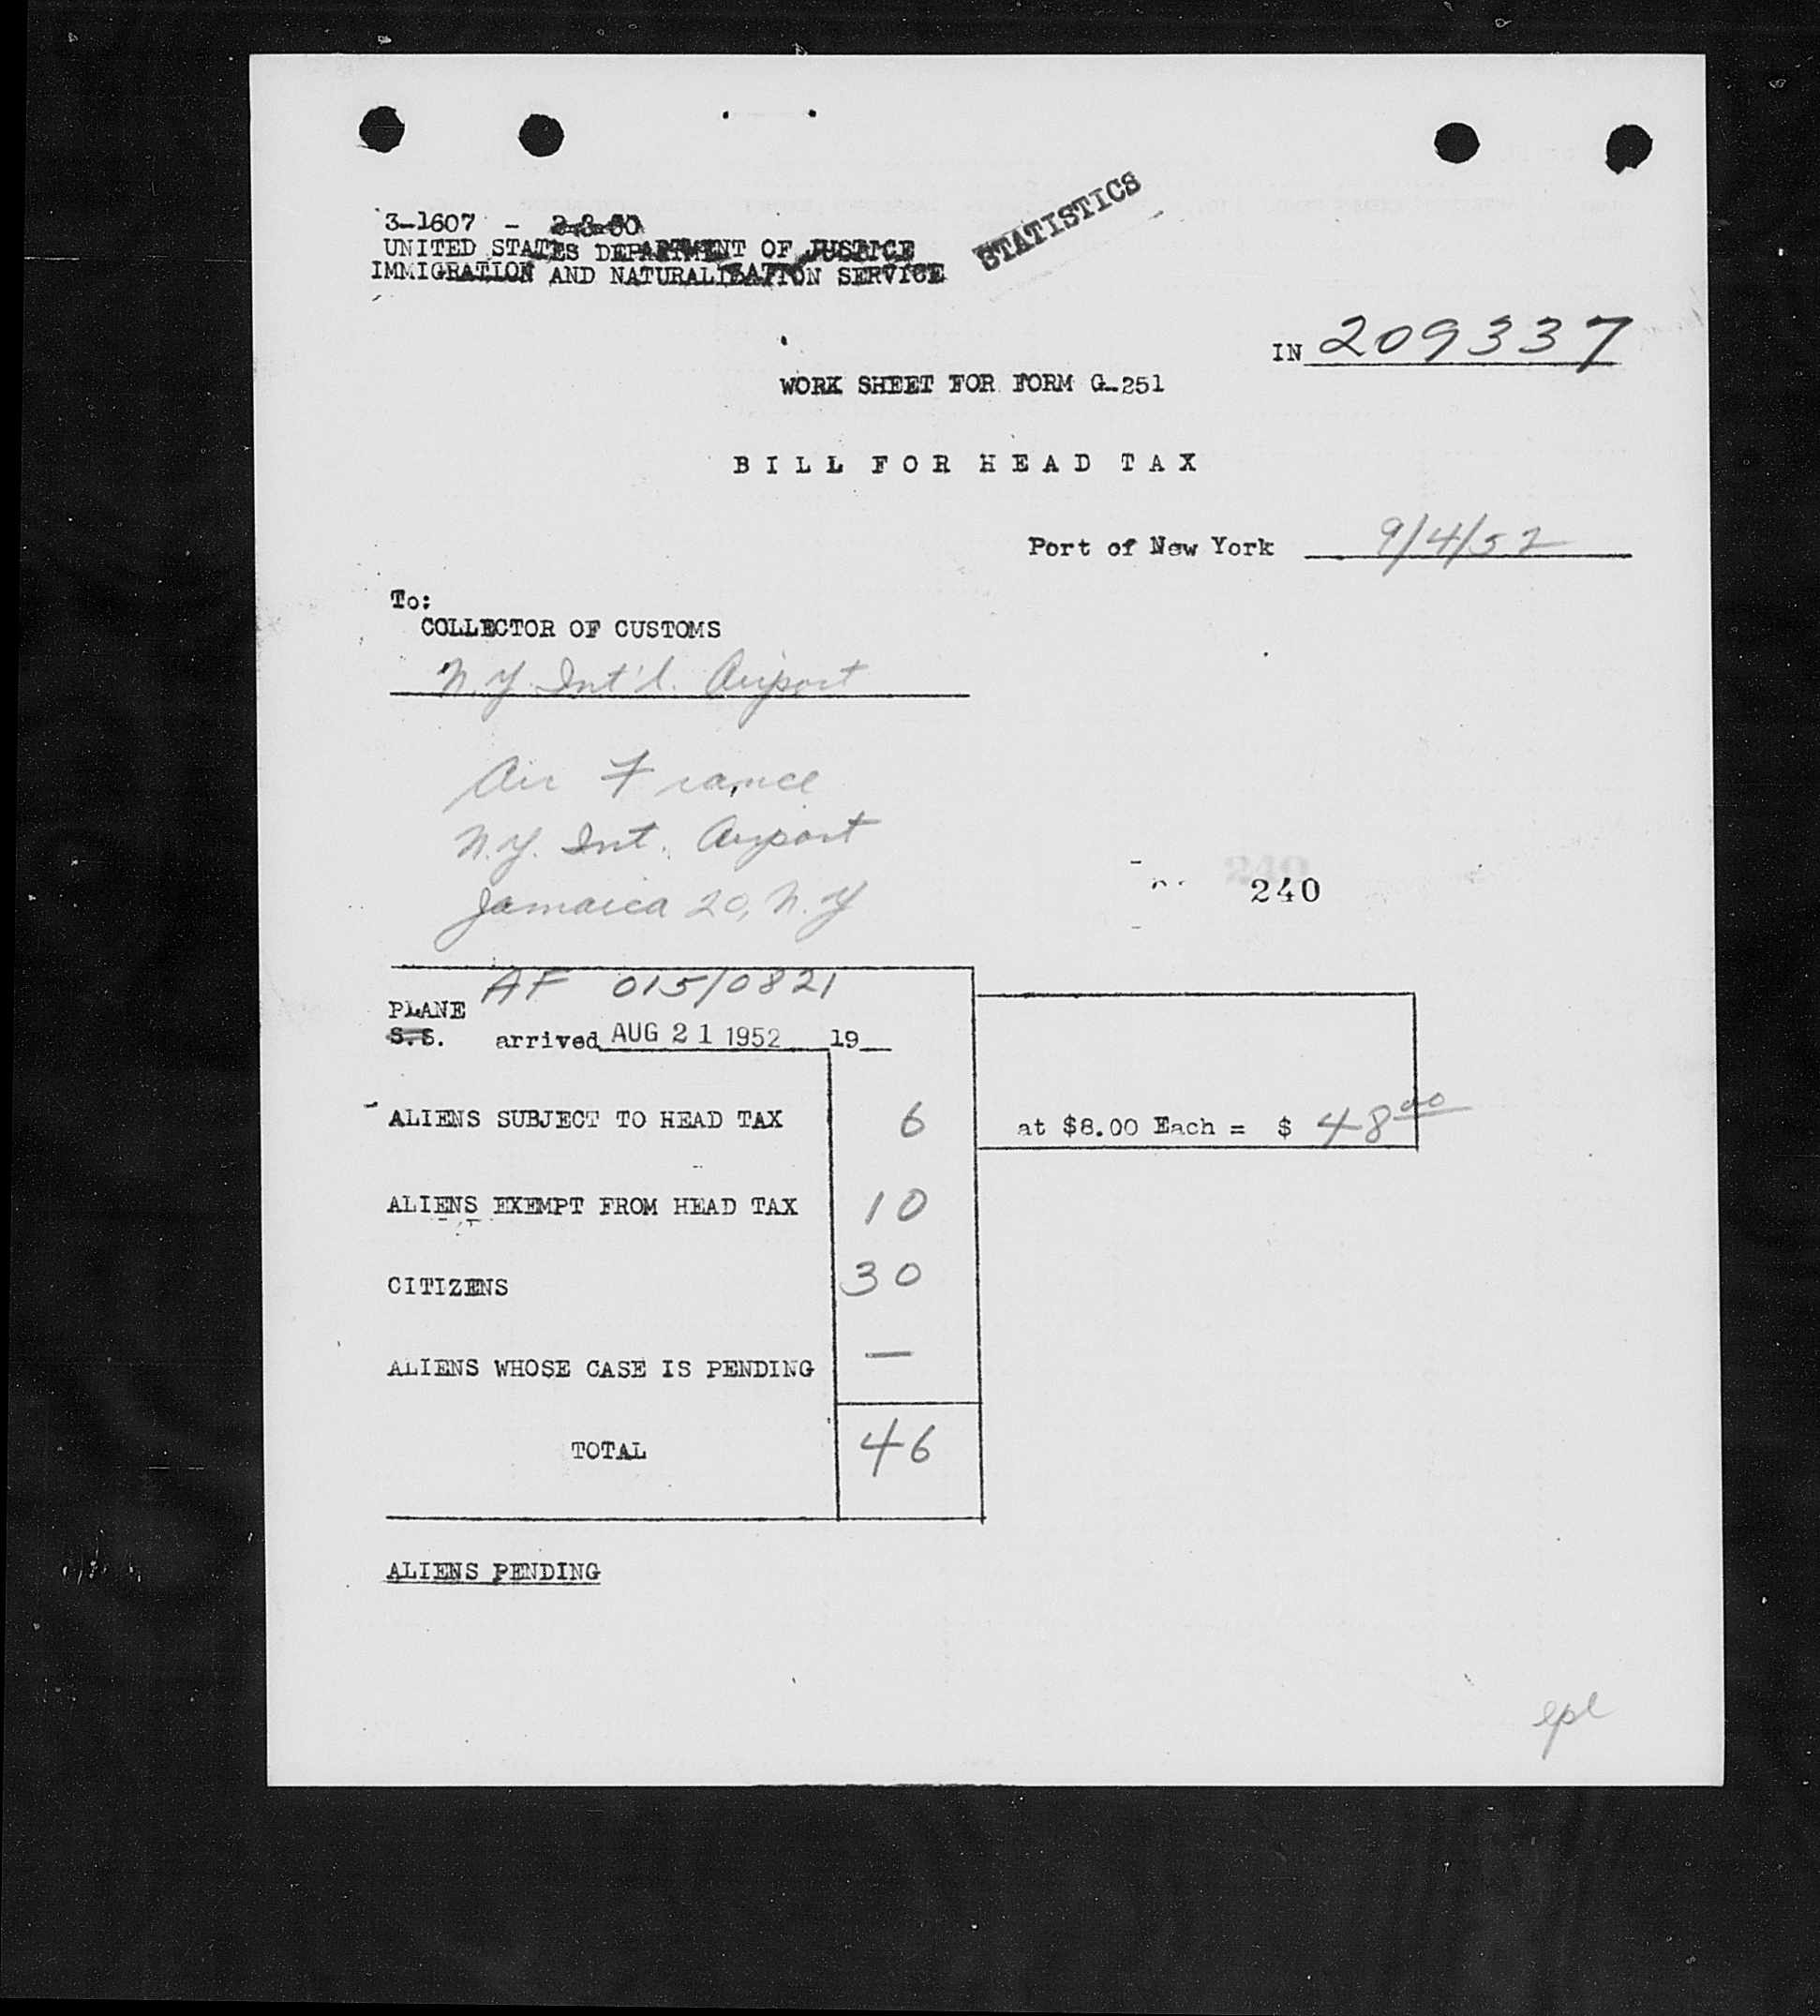 3-1607 - 2-3-50
UNITED STATES DEPARTMENT OF JUSTICE
IMMIGRATION AND NATURALIZATION SERVICE
STATISTICS
IN 209337
WORK SHEET FOR FORM G-251
BILL FOR HEAD TAX
Port of New York 9/4/52
To:
COLLECTOR OF CUSTOMS
N.Y. Int'l. Airport
Air France
N.Y. Int. Airport
Jamaica 20, N.Y
240
AF 015/0821
PLANE
S.S. arrived AUG 21 1952 19
ALIENS SUBJECT TO HEAD TAX 6 at $8.00 Each = $ 48.00
ALIENS EXEMPT FROM HEAD TAX 10
CITIZENS 30
ALIENS WHOSE CASE IS PENDING —
TOTAL 46
ALIENS PENDING
epl